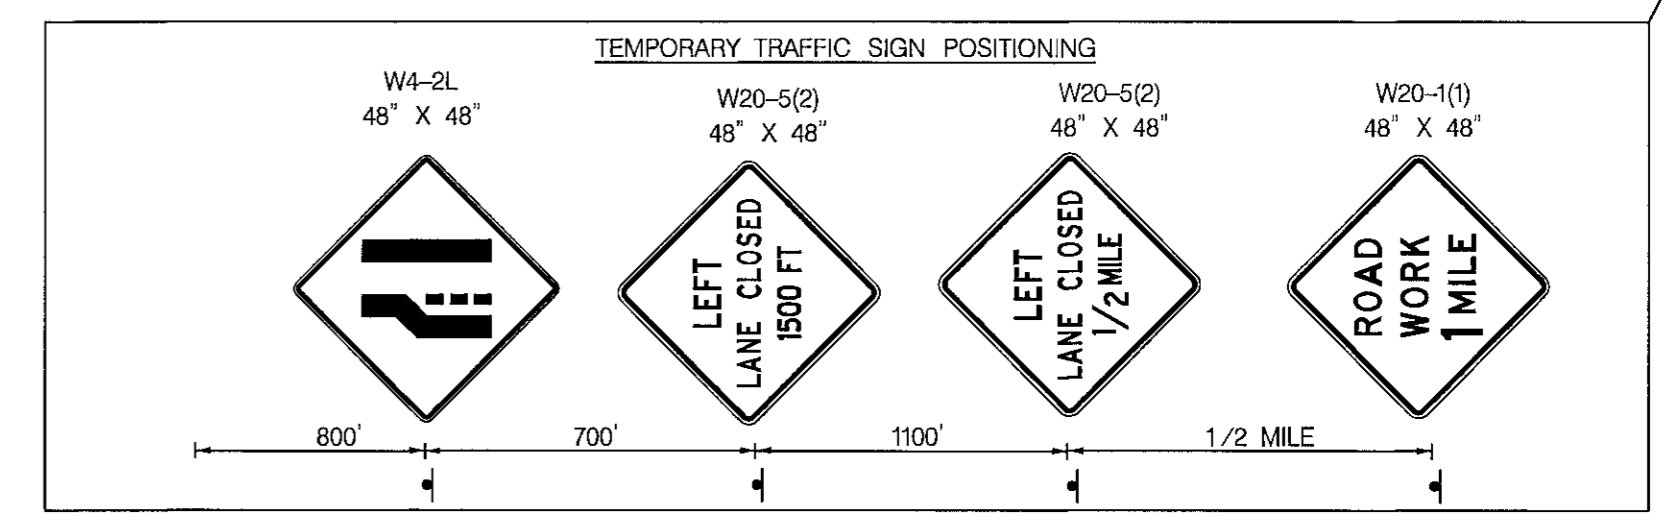 TEMPORARY TRAFFIC SIGN POSITIONING
W4-2L
48" X 48"
W20-5(2)
48" X 48"
W20-5(2)
48" X 48"
W20-1(1)
48" X 48"
LEFT
LANE CLOSED
1500 FT
LEFT
LANE CLOSED
1/2 MILE
ROAD
WORK
1 MILE
800'
700'
1100'
1/2 MILE